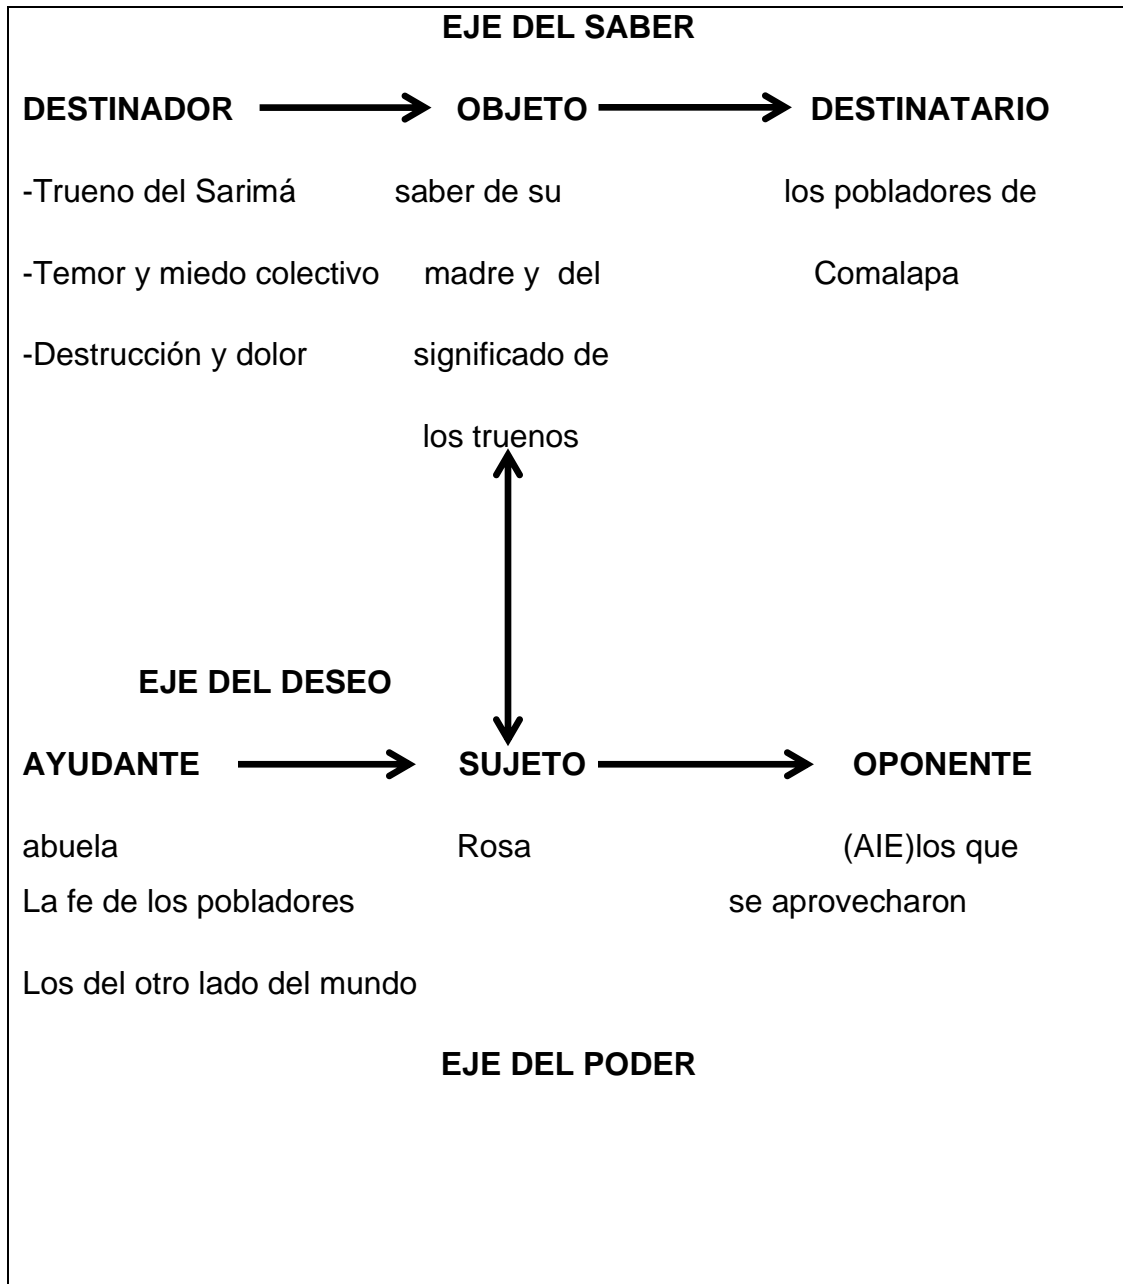 EJE DEL SABER
DESTINADOR OBJETO DESTINATARIO
-Trueno del Sarimá saber de su los pobladores de
-Temor y miedo colectivo madre y del Comalapa
-Destrucción y dolor significado de
los truenos
EJE DEL DESEO
AYUDANTE SUJETO OPONENTE
abuela Rosa (AIE)los que
La fe de los pobladores se aprovecharon
Los del otro lado del mundo
EJE DEL PODER